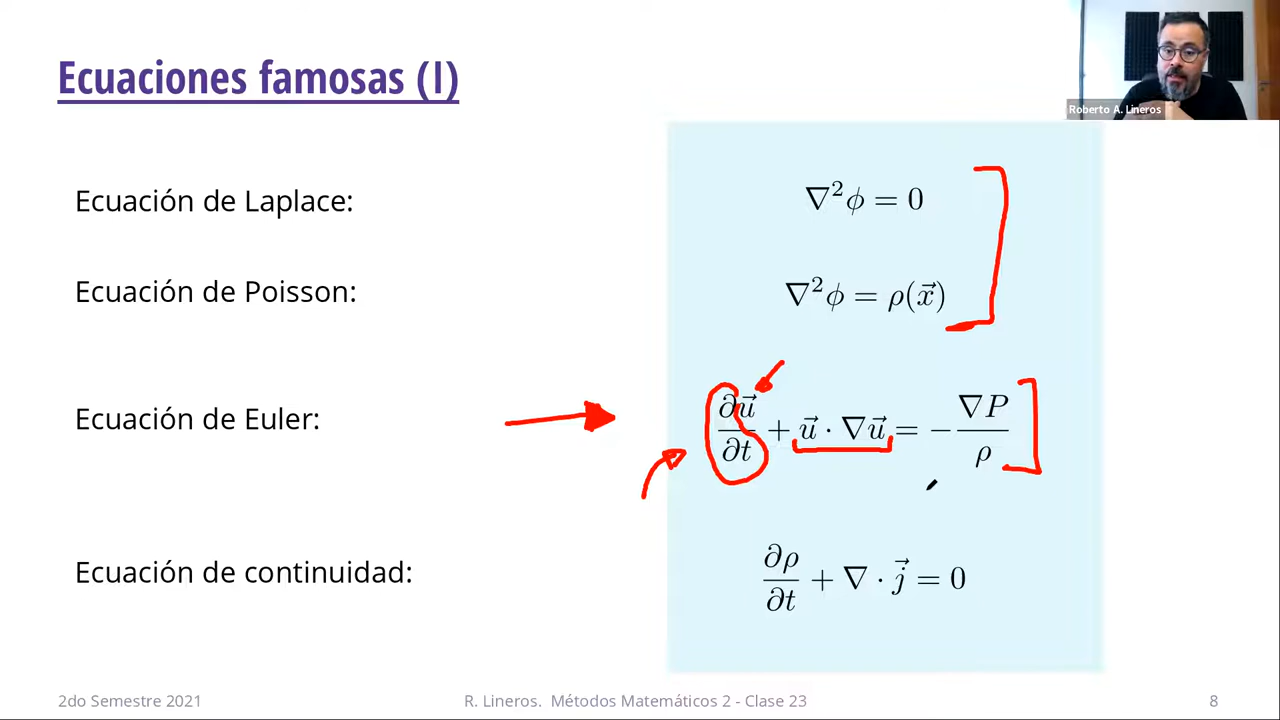 Ecuaciones famosas (I)
Roberto A. Lineros
Ecuación de Laplace:
∇²φ = 0
Ecuación de Poisson:
∇²φ = ρ(x⃗)
Ecuación de Euler:
∂u⃗/∂t + u⃗ · ∇u⃗ = −∇P/ρ
Ecuación de continuidad:
∂ρ/∂t + ∇ · j⃗ = 0
2do Semestre 2021
R. Lineros. Métodos Matemáticos 2 - Clase 23
8